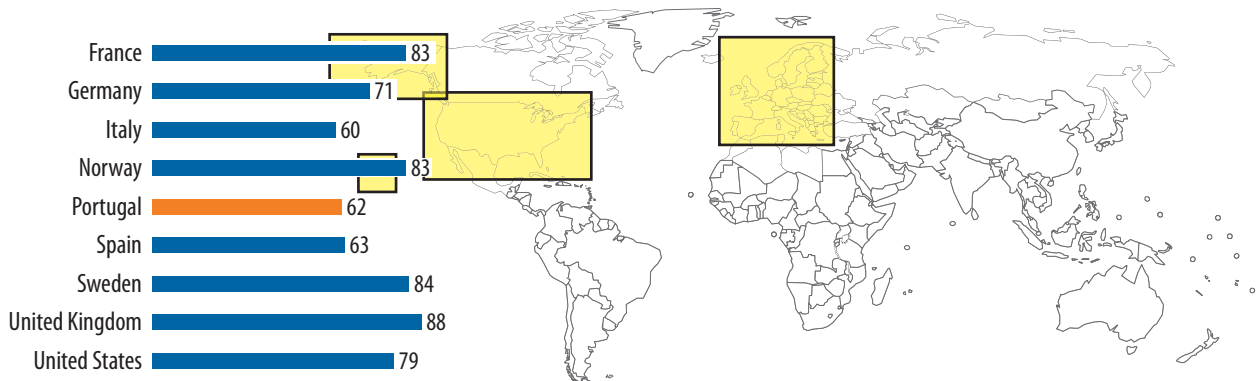 France 83
Germany 71
Italy 60
Norway 83
Portugal 62
Spain 63
Sweden 84
United Kingdom 88
United States 79